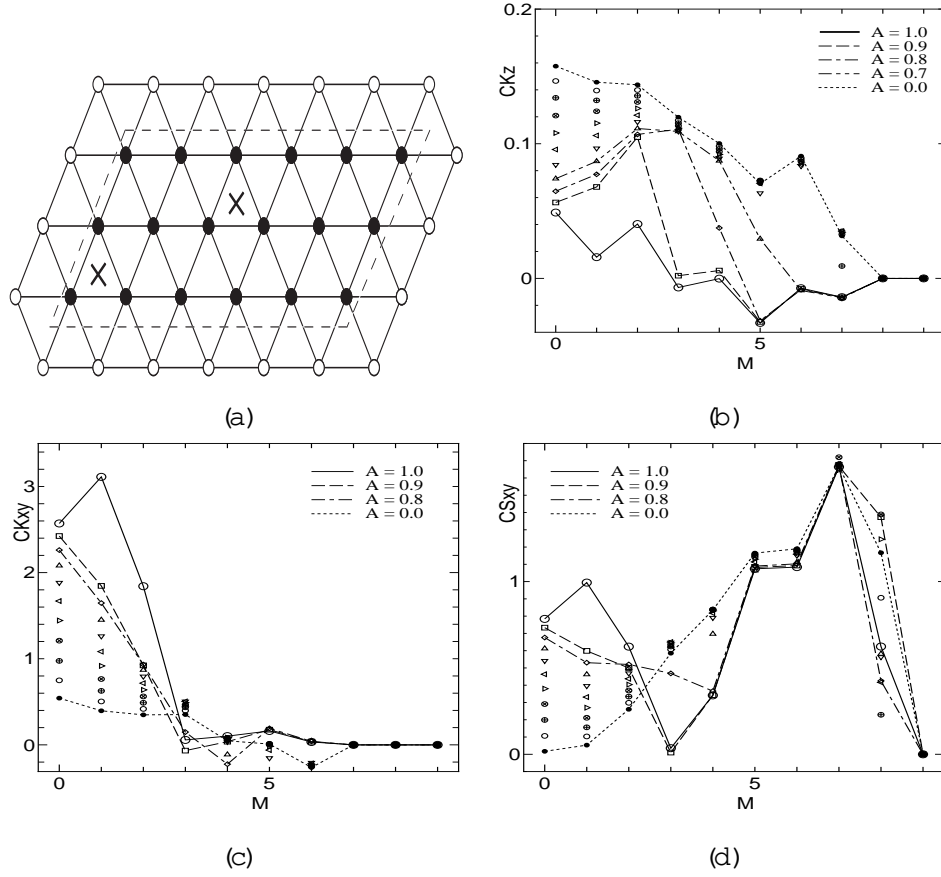 0.2
A = 1.0
A = 0.9
A = 0.8
A = 0.7
A = 0.0
CKz
0.1
0
0
5
M
(a)
(b)
3
A = 1.0
A = 0.9
A = 0.8
A = 0.0
CKxy
2
1
0
0
5
M
A = 1.0
A = 0.9
A = 0.8
A = 0.0
CSxy
1
0
0
5
M
(c)
(d)